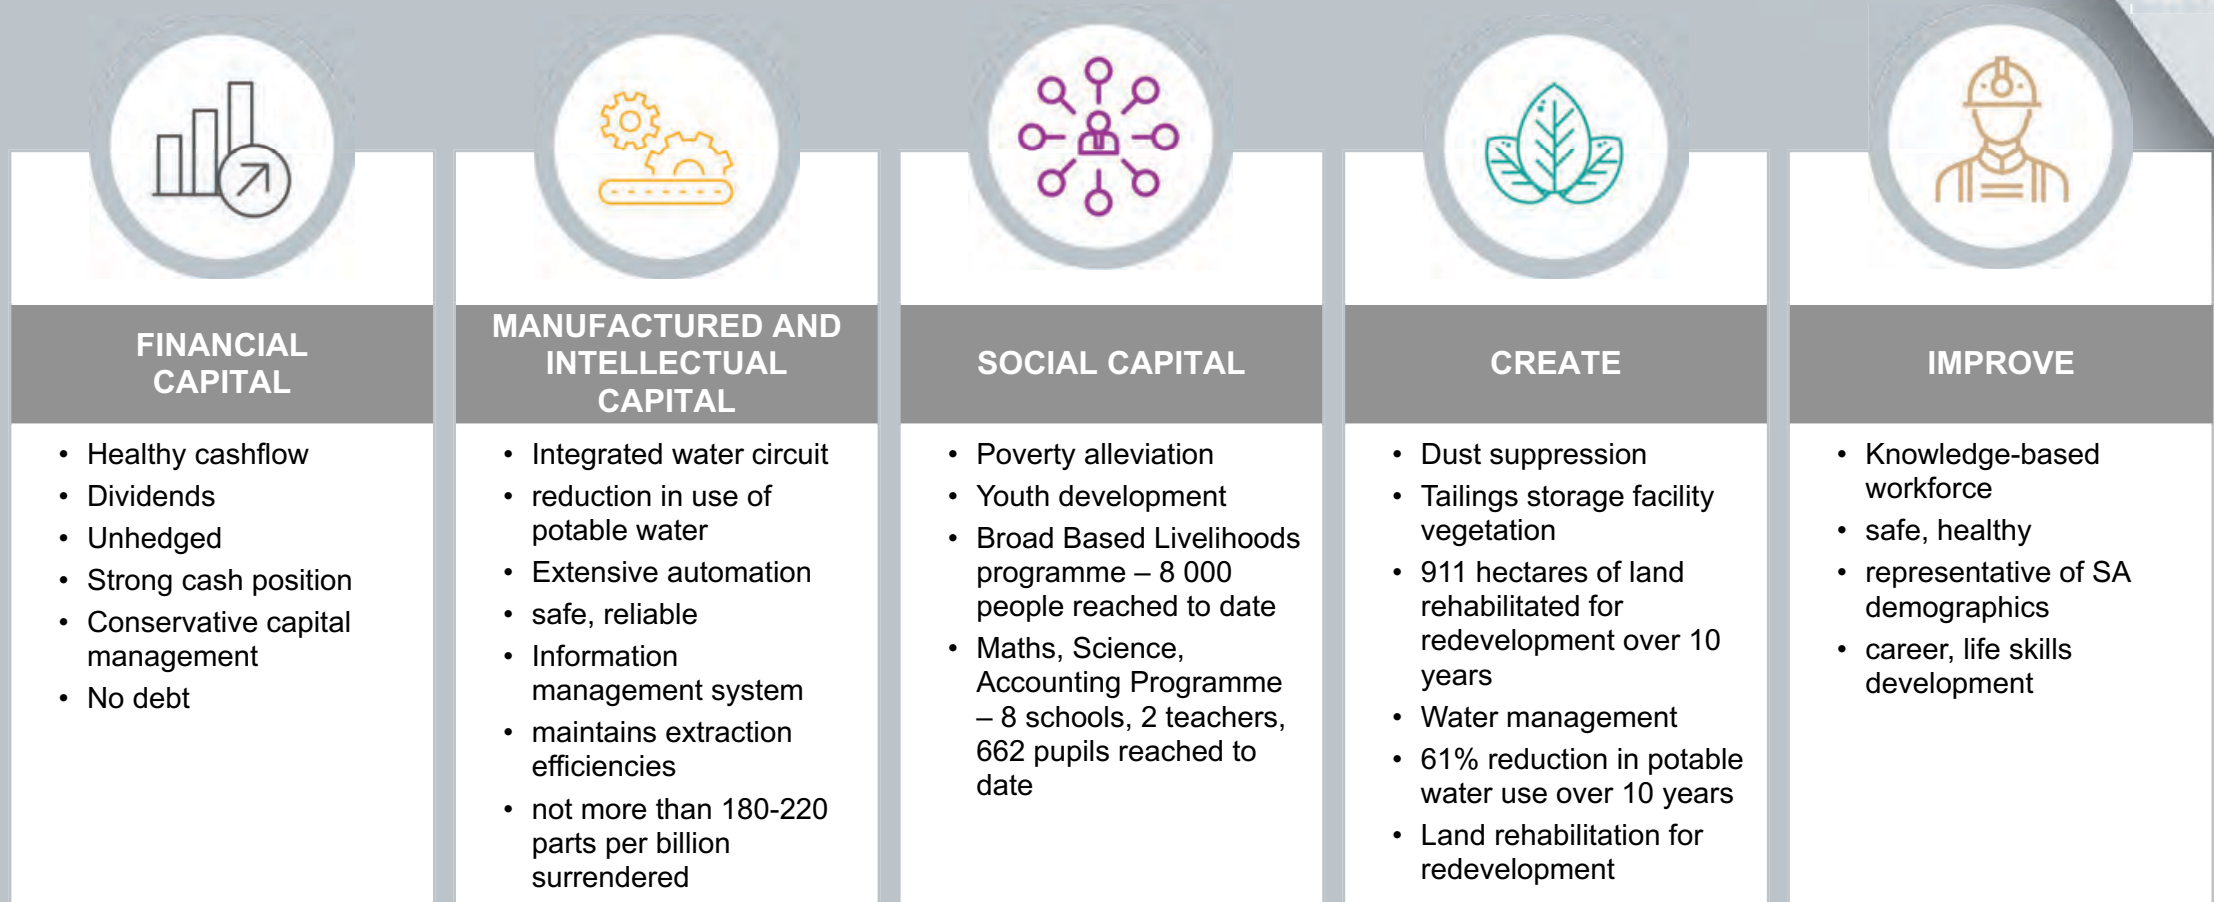 FINANCIAL
CAPITAL
• Healthy cashflow
• Dividends
• Unhedged
• Strong cash position
• Conservative capital
management
• No debt
MANUFACTURED AND
INTELLECTUAL
CAPITAL
• Integrated water circuit
• reduction in use of
potable water
• Extensive automation
• safe, reliable
• Information
management system
• maintains extraction
efficiencies
• not more than 180-220
parts per billion
surrendered
SOCIAL CAPITAL
• Poverty alleviation
• Youth development
• Broad Based Livelihoods
programme – 8 000
people reached to date
• Maths, Science,
Accounting Programme
– 8 schools, 2 teachers,
662 pupils reached to
date
CREATE
• Dust suppression
• Tailings storage facility
vegetation
• 911 hectares of land
rehabilitated for
redevelopment over 10
years
• Water management
• 61% reduction in potable
water use over 10 years
• Land rehabilitation for
redevelopment
IMPROVE
• Knowledge-based
workforce
• safe, healthy
• representative of SA
demographics
• career, life skills
development